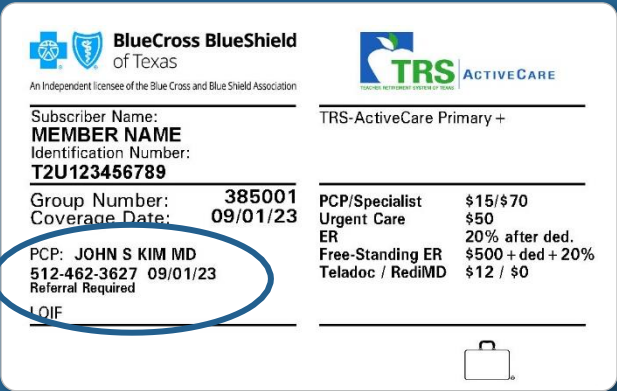 BlueCross BlueShield
of Texas
An Independent licensee of the Blue Cross and Blue Shield Association
TRS ACTIVECARE
TEACHER RETIREMENT SYSTEM OF TEXAS
Subscriber Name:
MEMBER NAME
Identification Number:
T2U123456789
TRS-ActiveCare Primary +
Group Number: 385001
Coverage Date: 09/01/23
PCP: JOHN S KIM MD
512-462-3627 09/01/23
Referral Required
LOIF
PCP/Specialist $15/$70
Urgent Care $50
ER 20% after ded.
Free-Standing ER $500 + ded + 20%
Teladoc / RediMD $12 / $0